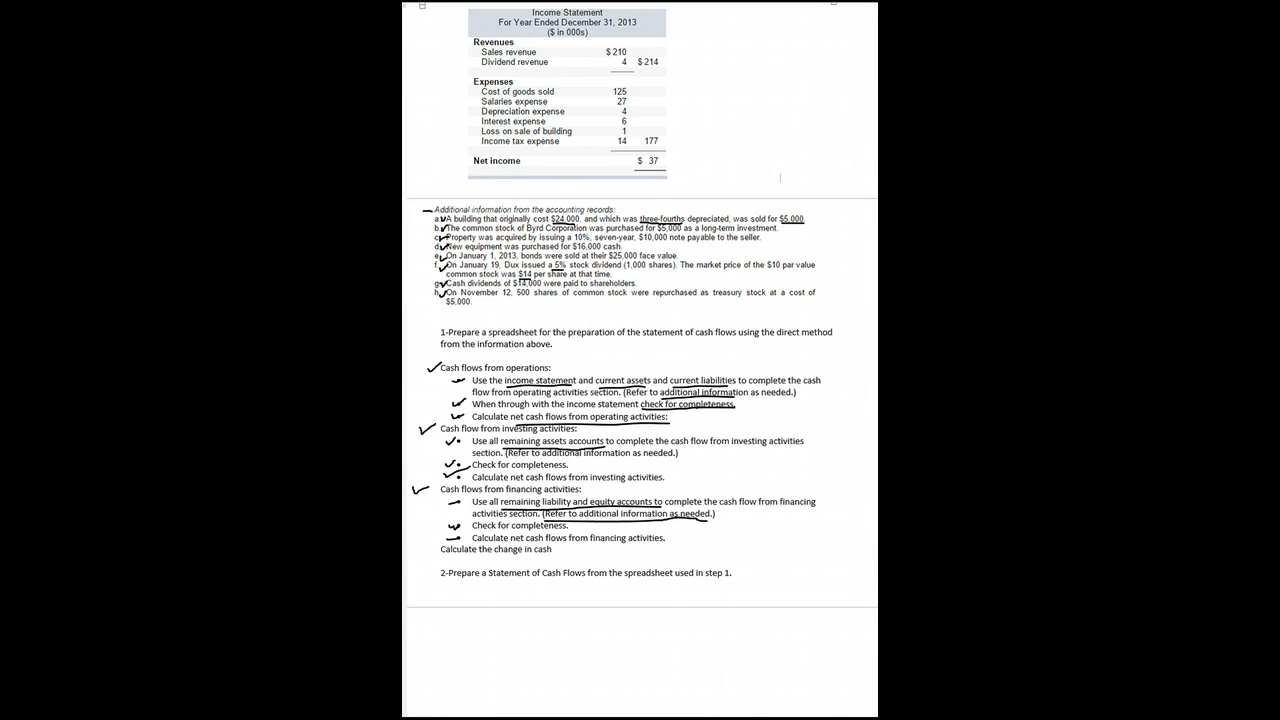 Income Statement
For Year Ended December 31, 2013
($ in 000s)
Revenues
Sales revenue $ 210
Dividend revenue 4 $ 214
Expenses
Cost of goods sold 125
Salaries expense 27
Depreciation expense 4
Interest expense 6
Loss on sale of building 1
Income tax expense 14 177
Net income $ 37
Additional information from the accounting records:
a. A building that originally cost $24,000, and which was three-fourths depreciated, was sold for $5,000.
b. The common stock of Byrd Corporation was purchased for $5,000 as a long-term investment.
c. Property was acquired by issuing a 10%, seven-year, $10,000 note payable to the seller.
d. New equipment was purchased for $16,000 cash.
e. On January 1, 2013, bonds were sold at their $25,000 face value.
f. On January 19, Dux issued a 5% stock dividend (1,000 shares). The market price of the $10 par value
common stock was $14 per share at that time.
g. Cash dividends of $14,000 were paid to shareholders.
h. On November 12, 500 shares of common stock were repurchased as treasury stock at a cost of
$5,000.
1-Prepare a spreadsheet for the preparation of the statement of cash flows using the direct method
from the information above.
Cash flows from operations:
Use the income statement and current assets and current liabilities to complete the cash
flow from operating activities section. (Refer to additional information as needed.)
When through with the income statement check for completeness.
Calculate net cash flows from operating activities:
Cash flow from investing activities:
• Use all remaining assets accounts to complete the cash flow from investing activities
section. (Refer to additional information as needed.)
• Check for completeness.
• Calculate net cash flows from investing activities.
Cash flows from financing activities:
Use all remaining liability and equity accounts to complete the cash flow from financing
activities section. (Refer to additional information as needed.)
Check for completeness.
Calculate net cash flows from financing activities.
Calculate the change in cash
2-Prepare a Statement of Cash Flows from the spreadsheet used in step 1.